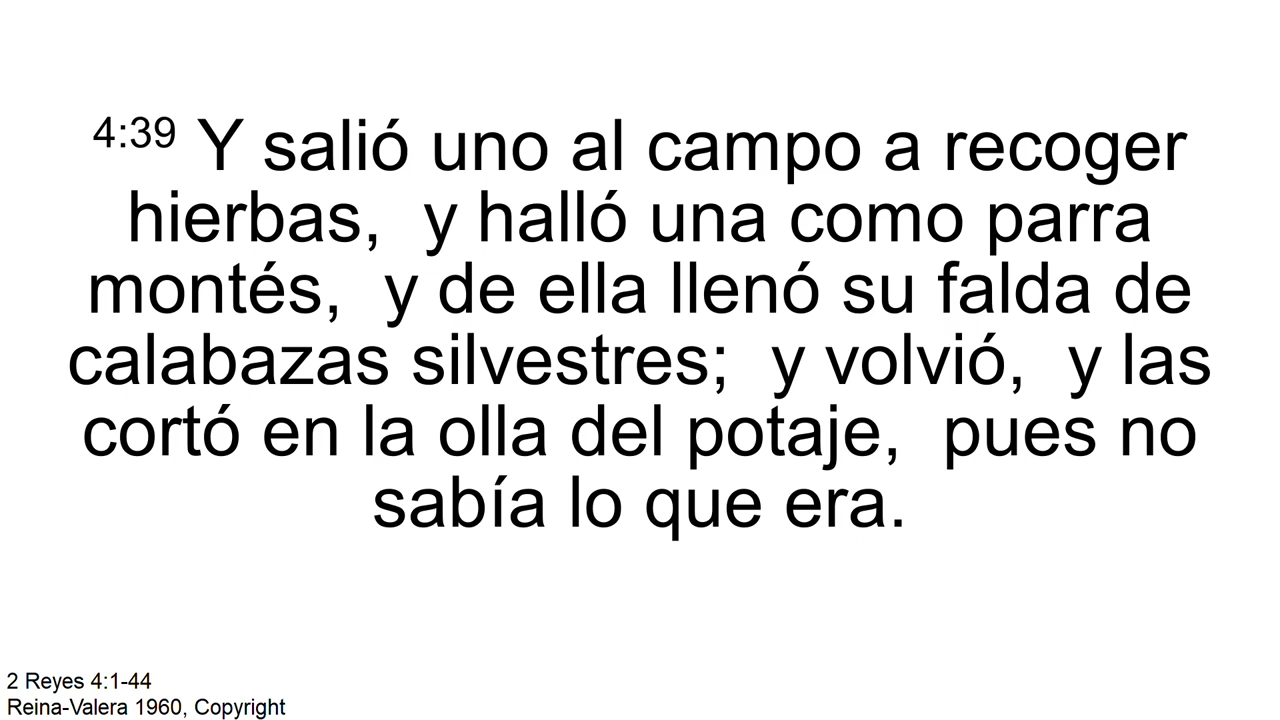 4:39 Y salió uno al campo a recoger
hierbas,  y halló una como parra
montés,  y de ella llenó su falda de
calabazas silvestres;  y volvió,  y las
cortó en la olla del potaje,  pues no
sabía lo que era.
2 Reyes 4:1-44
Reina-Valera 1960, Copyright